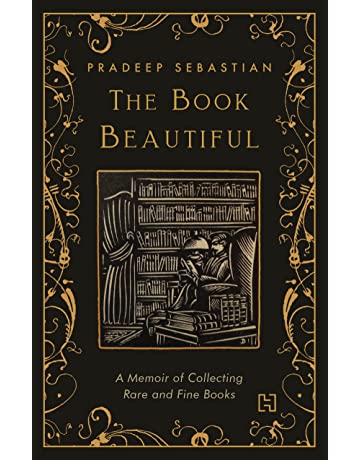 PRADEEP SEBASTIAN
THE BOOK
BEAUTIFUL
A Memoir of Collecting
Rare and Fine Books